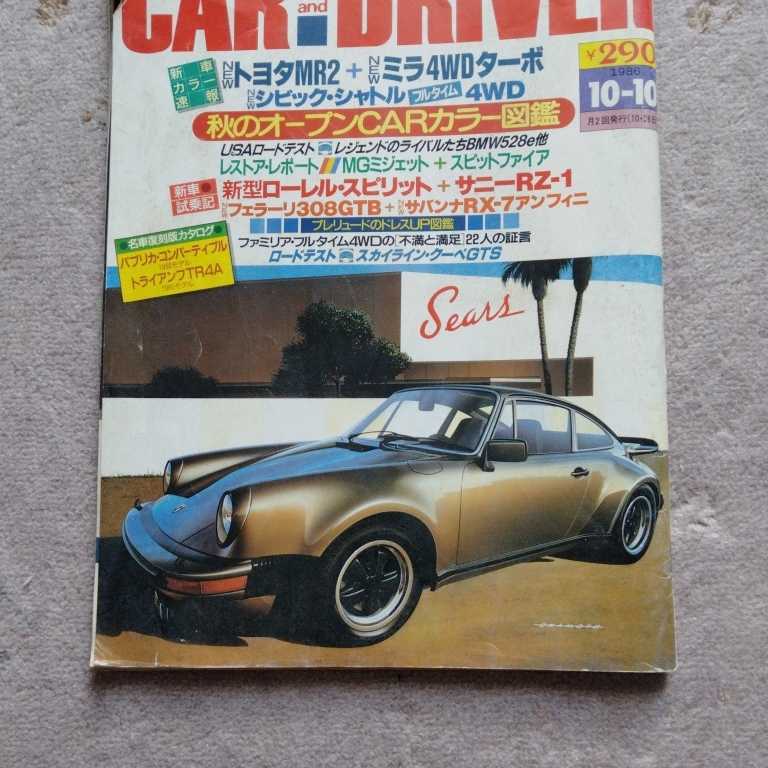 CAR and DRIVER
新車カラー速報
NEWトヨタMR2+NEWミラ4WDターボ
NEWシビック・シャトルフルタイム4WD
¥290
1986
10-10
秋のオープンCARカラー図鑑
USAロードテスト レジェンドのライバルたちBMW528e他
レストア・レポート MGミジェット+スピットファイア
新車●試乗記
新型ローレル・スピリット+サニーRZ-1
フェラーリ308GTB+サバンナRX-7アンフィニ
プレリュードのドレスUP図鑑
ファミリア・フルタイム4WDの「不満と満足」22人の証言
ロードテスト スカイライン・クーペGTS
●名車復刻版カタログ●
パブリカ・コンバーティブル
トライアンフTR4A
Sears